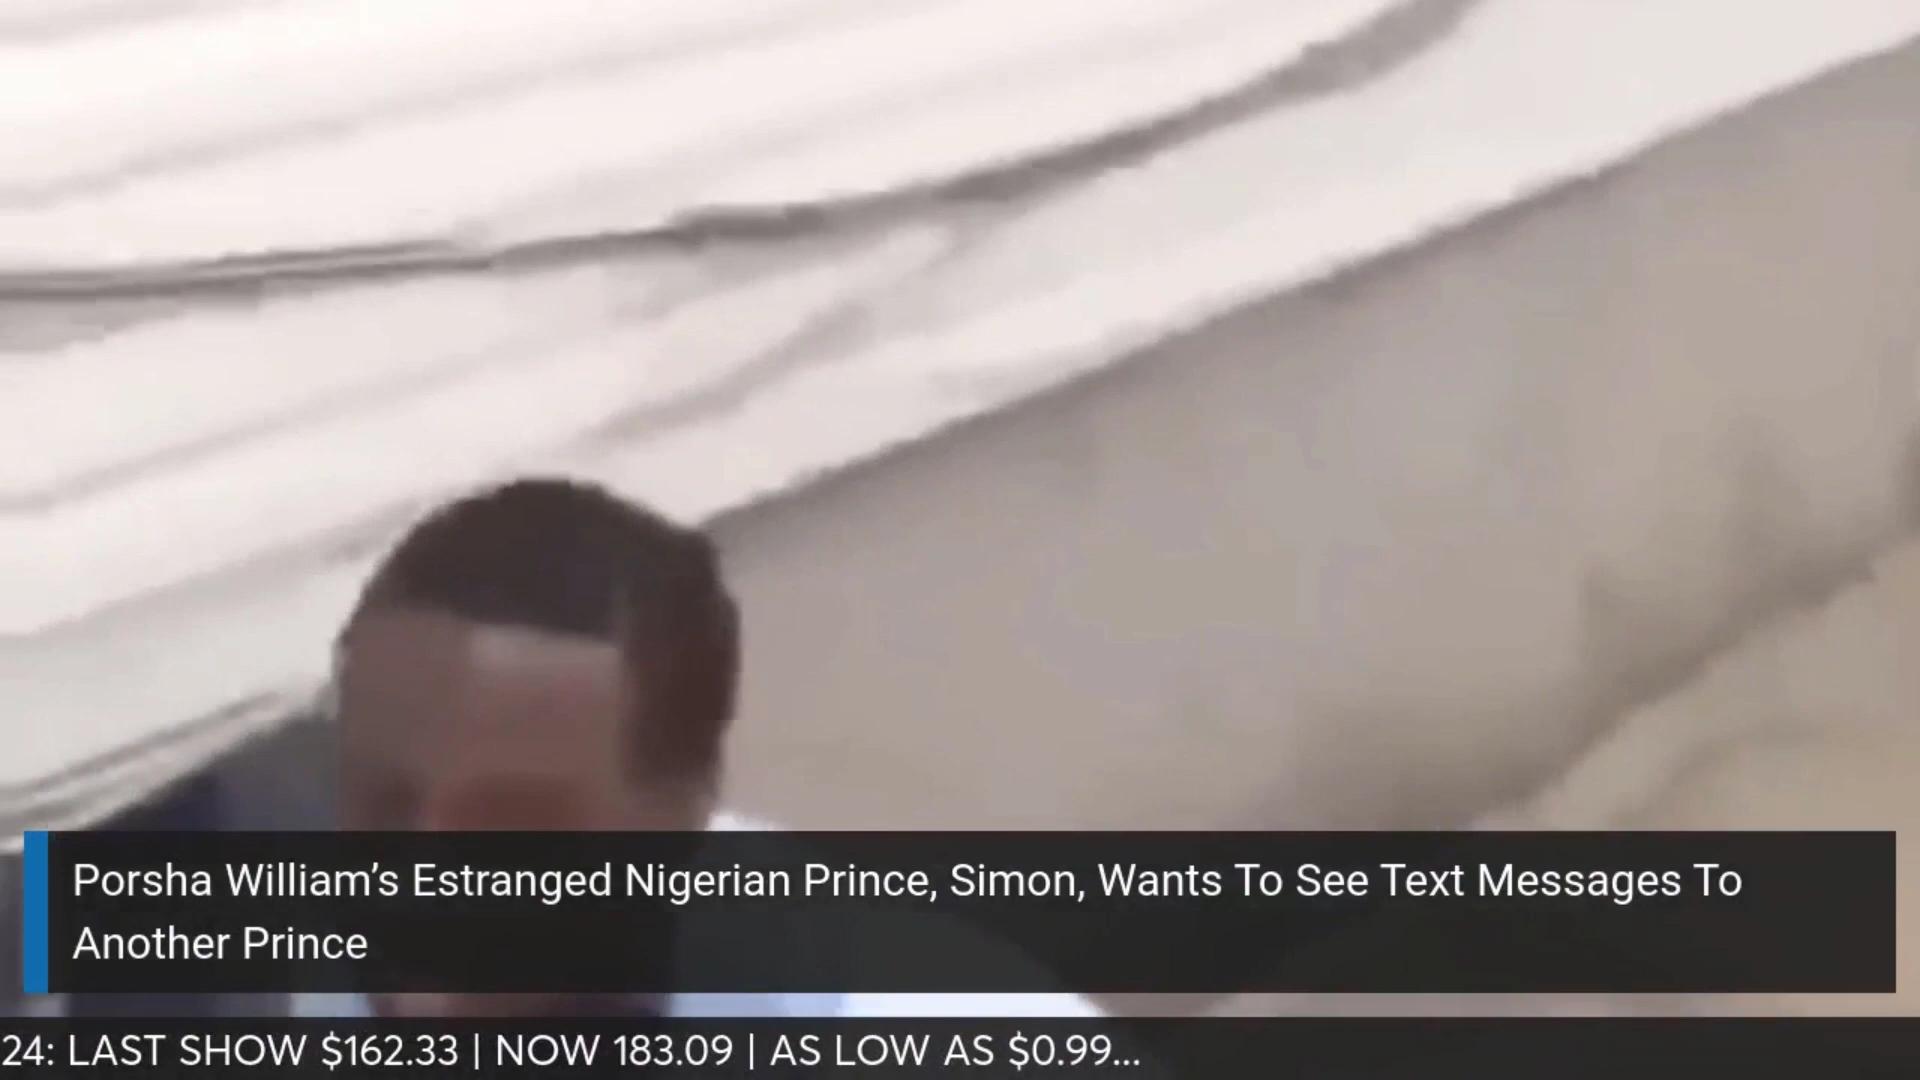 Porsha William’s Estranged Nigerian Prince, Simon, Wants To See Text Messages To
Another Prince
24: LAST SHOW $162.33 | NOW 183.09 | AS LOW AS $0.99...